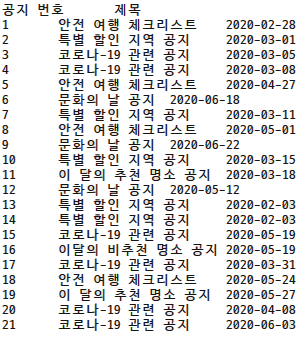 공지 번호 제목
1 안전 여행 체크리스트 2020-02-28
2 특별 할인 지역 공지 2020-03-01
3 코로나-19 관련 공지 2020-03-05
4 코로나-19 관련 공지 2020-03-08
5 안전 여행 체크리스트 2020-04-27
6 문화의 날 공지 2020-06-18
7 특별 할인 지역 공지 2020-03-11
8 안전 여행 체크리스트 2020-05-01
9 문화의 날 공지 2020-06-22
10 특별 할인 지역 공지 2020-03-15
11 이 달의 추천 명소 공지 2020-03-18
12 문화의 날 공지 2020-05-12
13 특별 할인 지역 공지 2020-02-03
14 특별 할인 지역 공지 2020-02-03
15 코로나-19 관련 공지 2020-05-19
16 이달의 비추천 명소 공지 2020-05-19
17 코로나-19 관련 공지 2020-03-31
18 안전 여행 체크리스트 2020-05-24
19 이 달의 추천 명소 공지 2020-05-27
20 코로나-19 관련 공지 2020-04-08
21 코로나-19 관련 공지 2020-06-03